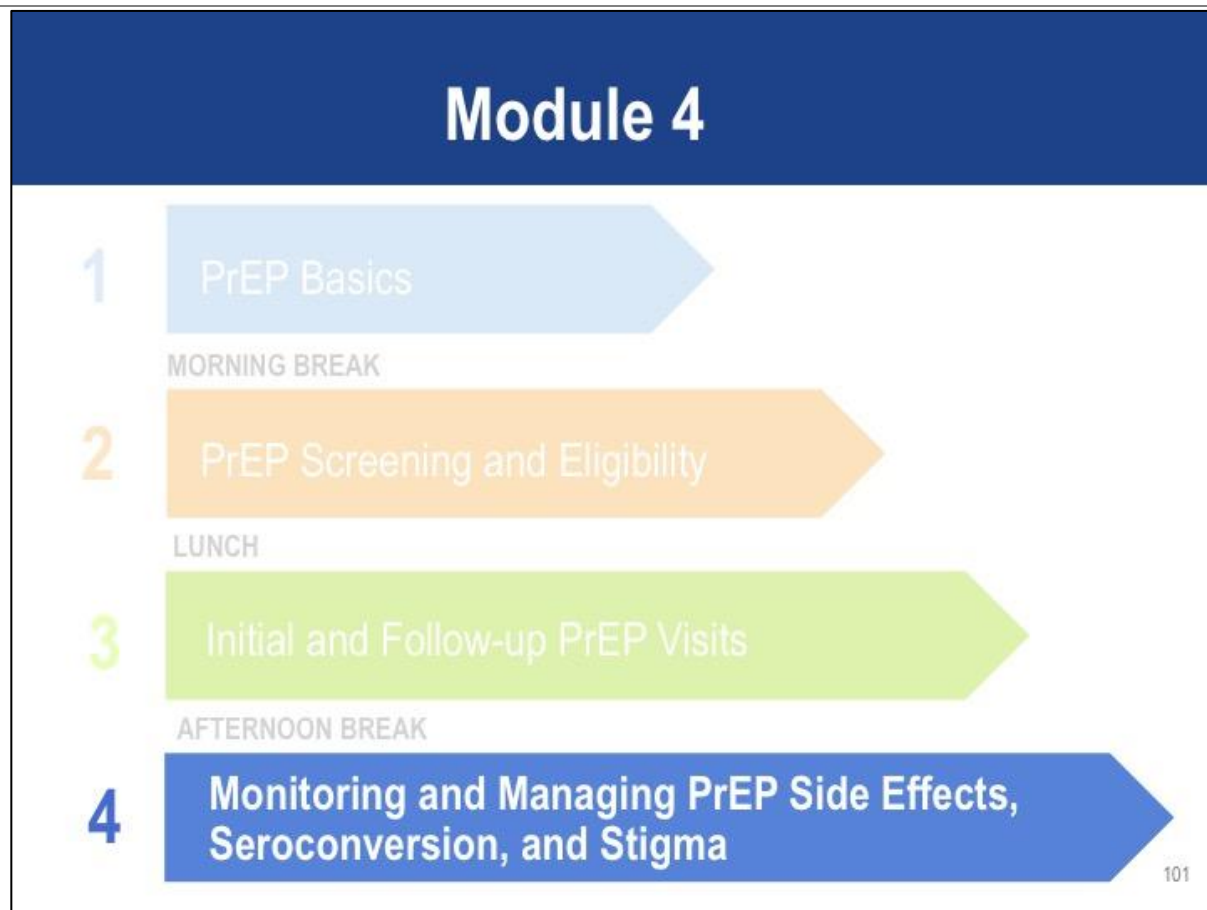 Module 4
1
PrEP Basics
MORNING BREAK
2
PrEP Screening and Eligibility
LUNCH
3
Initial and Follow-up PrEP Visits
AFTERNOON BREAK
4
Monitoring and Managing PrEP Side Effects,
Seroconversion, and Stigma
101